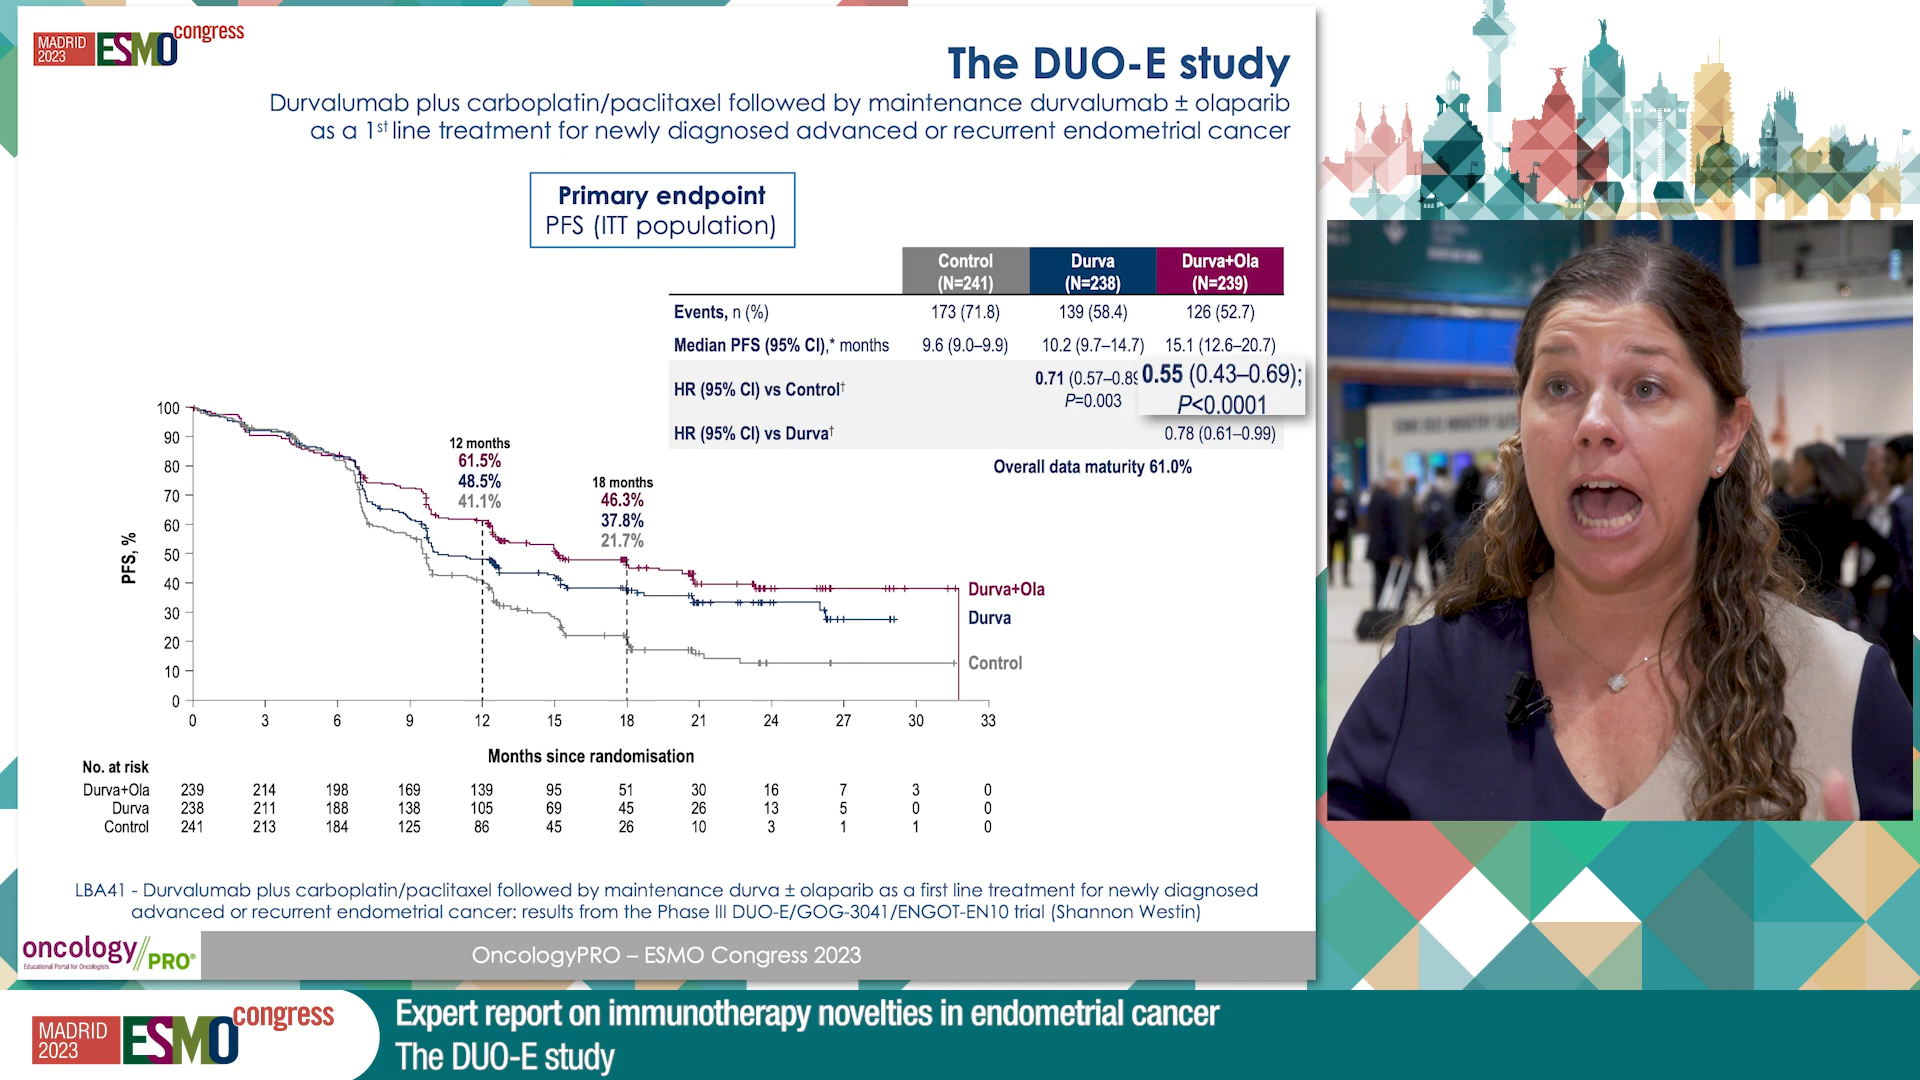 MADRID
2023
ESMO
congress
The DUO-E study
Durvalumab plus carboplatin/paclitaxel followed by maintenance durvalumab ± olaparib
as a 1st line treatment for newly diagnosed advanced or recurrent endometrial cancer
Primary endpoint
PFS (ITT population)
Control
(N=241)
Durva
(N=238)
Durva+Ola
(N=239)
Events, n (%) 173 (71.8) 139 (58.4) 126 (52.7)
Median PFS (95% CI),* months 9.6 (9.0–9.9) 10.2 (9.7–14.7) 15.1 (12.6–20.7)
HR (95% CI) vs Control† 0.71 (0.57–0.89 0.55 (0.43–0.69);
P=0.003 P<0.0001
HR (95% CI) vs Durva† 0.78 (0.61–0.99)
Overall data maturity 61.0%
12 months
61.5%
48.5%
41.1%
18 months
46.3%
37.8%
21.7%
PFS, %
100
90
80
70
60
50
40
30
20
10
0
Durva+Ola
Durva
Control
0 3 6 9 12 15 18 21 24 27 30 33
Months since randomisation
No. at risk
Durva+Ola 239 214 198 169 139 95 51 30 16 7 3 0
Durva 238 211 188 138 105 69 45 26 13 5 0 0
Control 241 213 184 125 86 45 26 10 3 1 1 0
LBA41 - Durvalumab plus carboplatin/paclitaxel followed by maintenance durva ± olaparib as a first line treatment for newly diagnosed
advanced or recurrent endometrial cancer: results from the Phase III DUO-E/GOG-3041/ENGOT-EN10 trial (Shannon Westin)
oncology//PRO®
Educational Portal for Oncologists
OncologyPRO – ESMO Congress 2023
MADRID
2023
ESMO
congress
Expert report on immunotherapy novelties in endometrial cancer
The DUO-E study